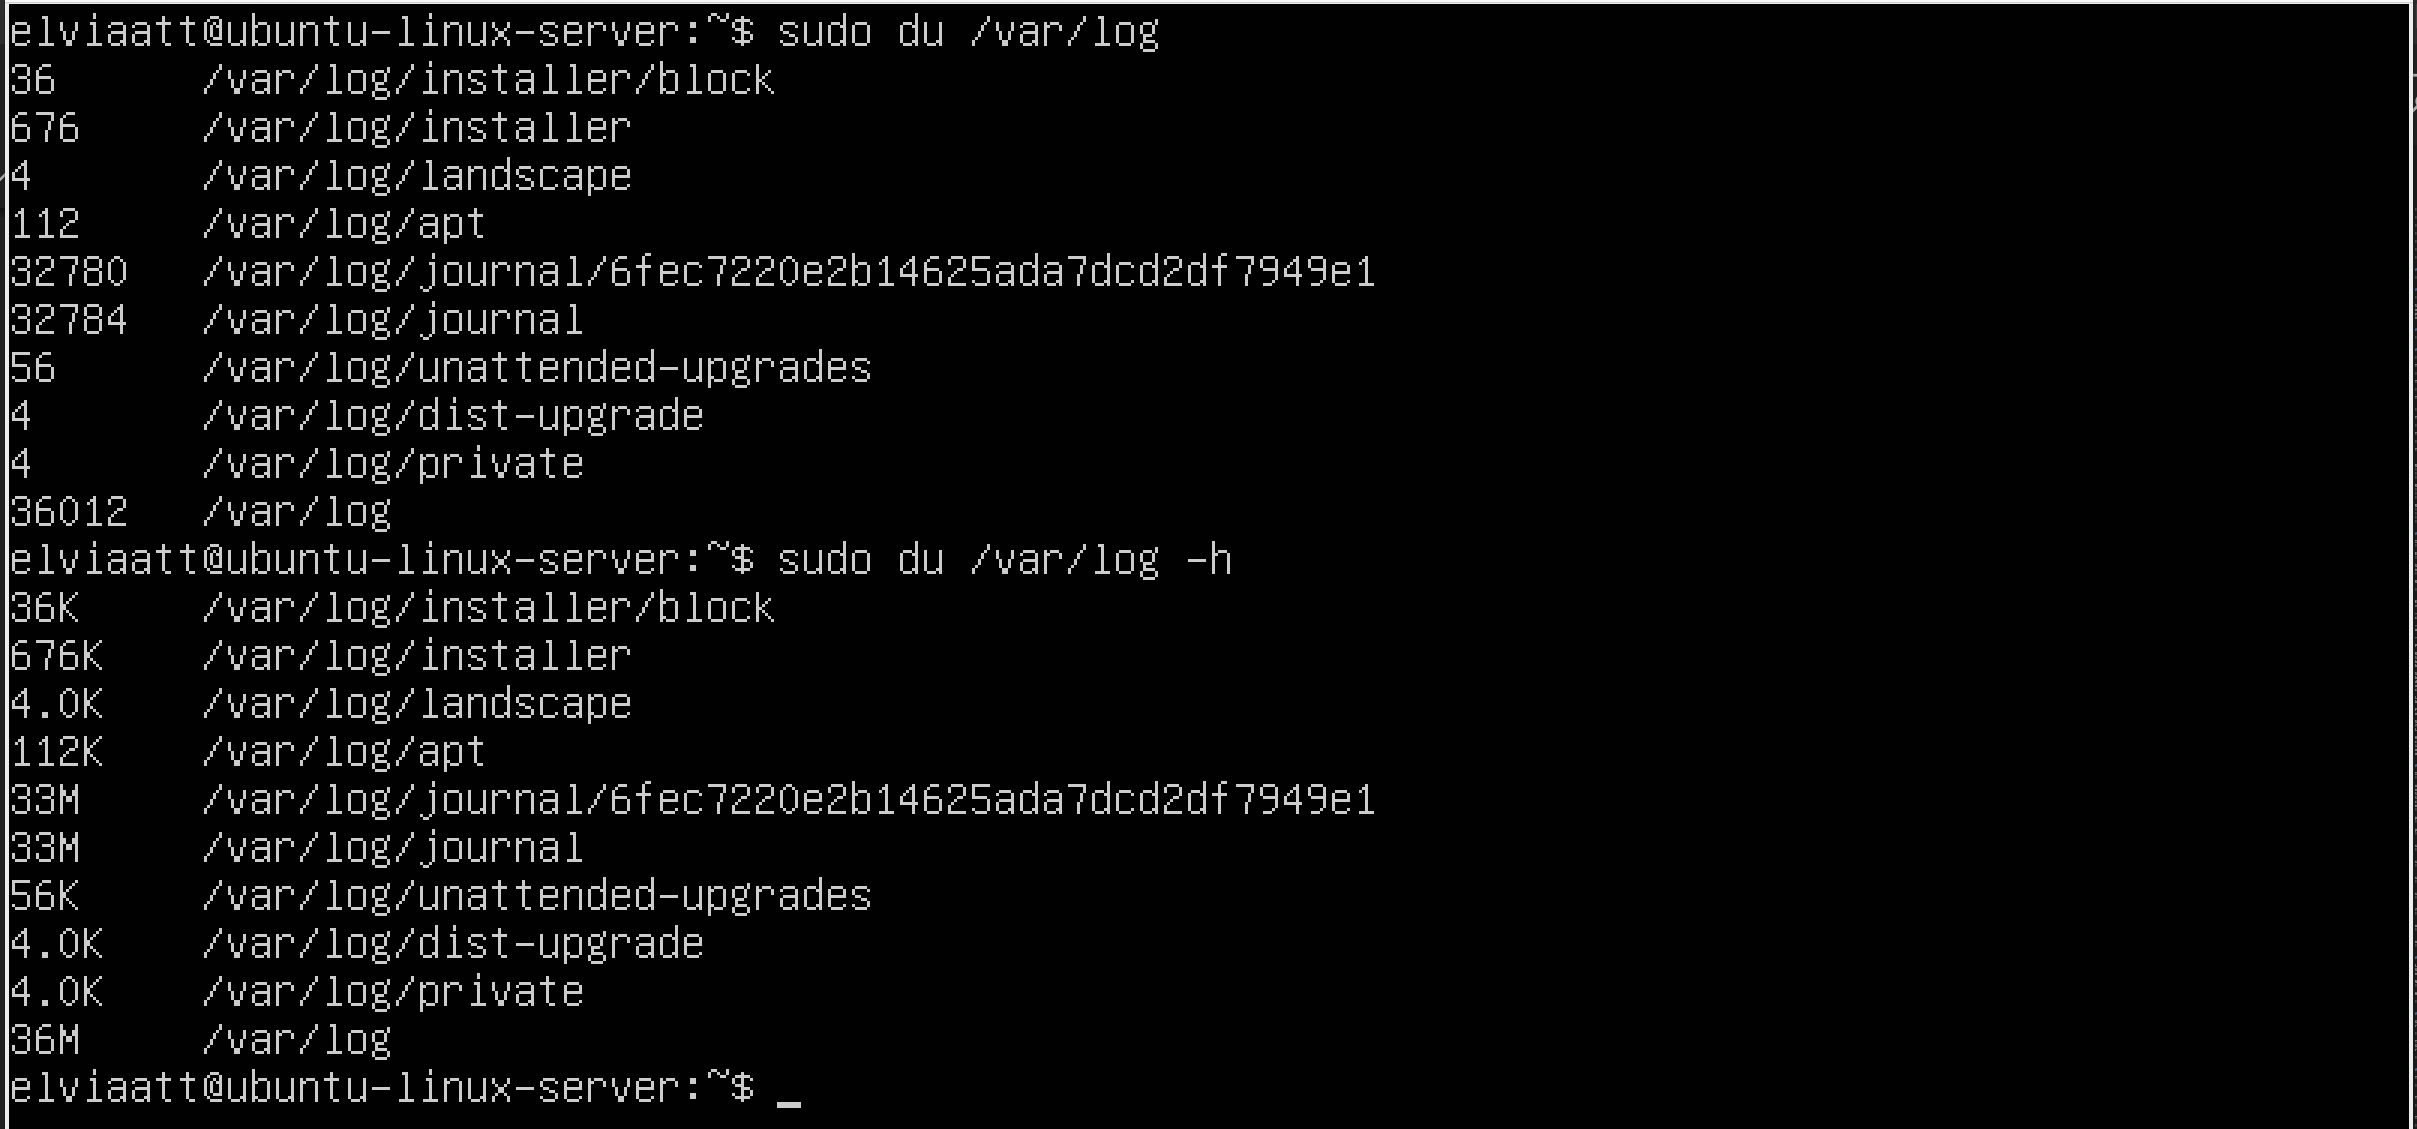 elviaatt@ubuntu-linux-server:~$ sudo du /var/log
36      /var/log/installer/block
676     /var/log/installer
4       /var/log/landscape
112     /var/log/apt
32780   /var/log/journal/6fec7220e2b14625ada7dcd2df7949e1
32784   /var/log/journal
56      /var/log/unattended-upgrades
4       /var/log/dist-upgrade
4       /var/log/private
36012   /var/log
elviaatt@ubuntu-linux-server:~$ sudo du /var/log -h
36K     /var/log/installer/block
676K    /var/log/installer
4.0K    /var/log/landscape
112K    /var/log/apt
33M     /var/log/journal/6fec7220e2b14625ada7dcd2df7949e1
33M     /var/log/journal
56K     /var/log/unattended-upgrades
4.0K    /var/log/dist-upgrade
4.0K    /var/log/private
36M     /var/log
elviaatt@ubuntu-linux-server:~$ _